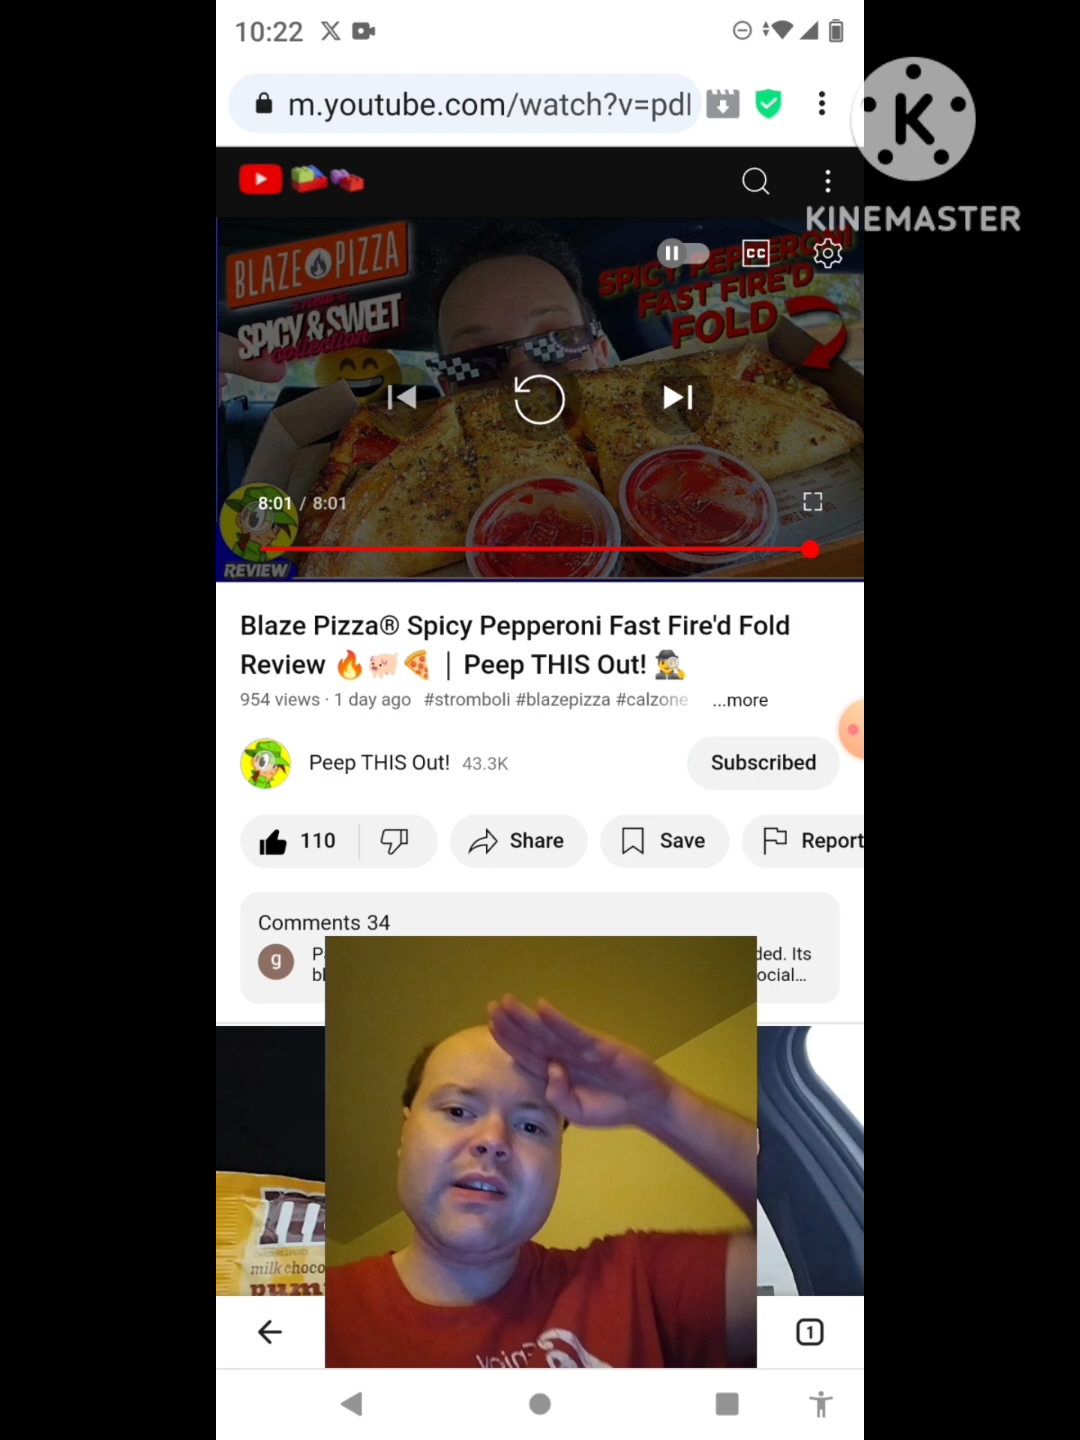 10:22
m.youtube.com/watch?v=pdl
K
KINEMASTER
BLAZE PIZZA
new
SPICY & SWEET
collection
SPICY PEPPERONI
FAST FIRE'D
FOLD
CC
8:01 / 8:01
REVIEW
Blaze Pizza® Spicy Pepperoni Fast Fire'd Fold
Review 🔥🐖🍕 | Peep THIS Out! 🕵️
954 views · 1 day ago #stromboli #blazepizza #calzone ...more
Peep THIS Out! 43.3K Subscribed
110 Share Save Report
Comments 34
g
ded. Its
ocial...
milk choco
Enjoy
1